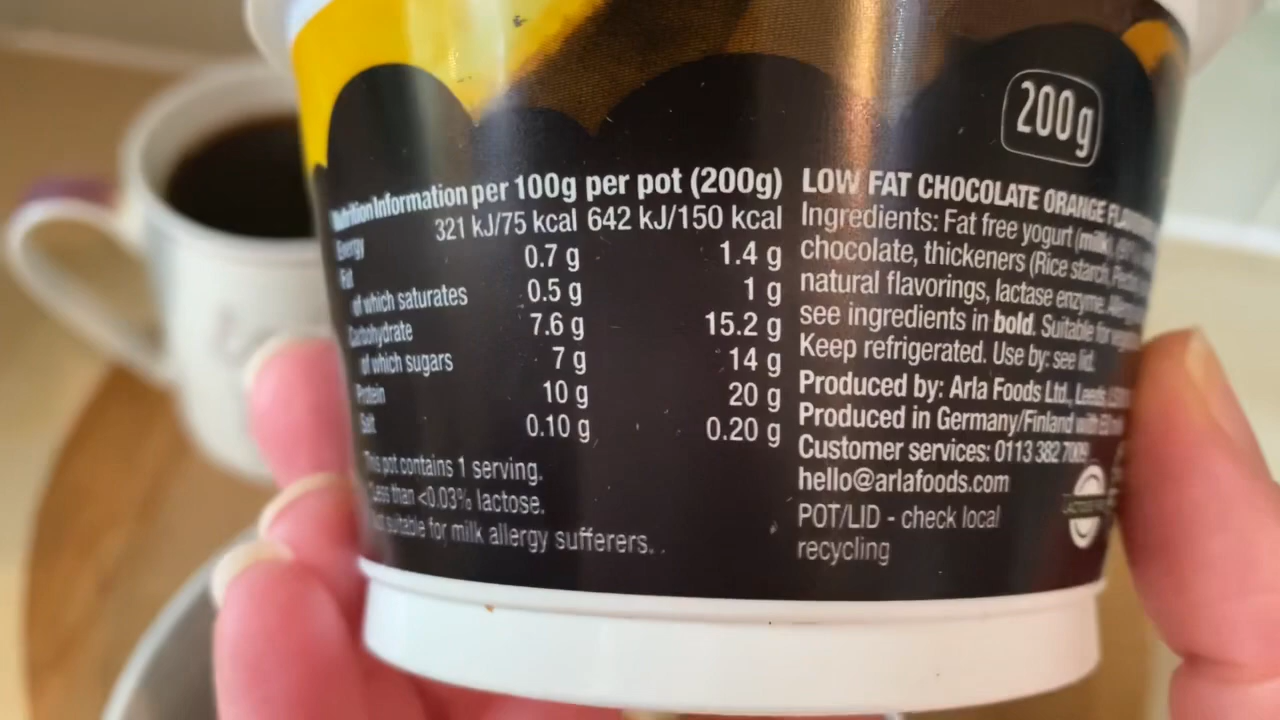 200g
Nutrition Information per 100g per pot (200g)
Energy 321 kJ/75 kcal 642 kJ/150 kcal
Fat 0.7 g 1.4 g
of which saturates 0.5 g 1 g
Carbohydrate 7.6 g 15.2 g
of which sugars 7 g 14 g
Protein 10 g 20 g
Salt 0.10 g 0.20 g
This pot contains 1 serving.
Less than <0.03% lactose.
suitable for milk allergy sufferers.
LOW FAT CHOCOLATE ORANGE
Ingredients: Fat free yogurt (milk),
chocolate, thickeners (Rice starch,
natural flavorings, lactase enzyme.
see ingredients in bold. Suitable for
Keep refrigerated. Use by: see lid.
Produced by: Arla Foods Ltd., Leeds
Produced in Germany/Finland with
Customer services: 0113 382
hello@arlafoods.com
POT/LID - check local
recycling